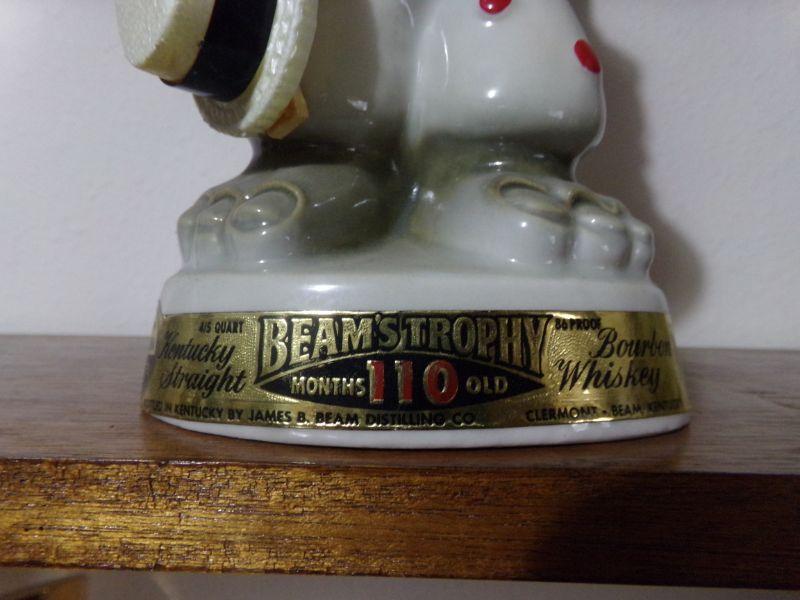 4/5 QUART
Kentucky
Straight
BEAM'S TROPHY
MONTHS 110 OLD
86 PROOF
Bourbon
Whiskey
IN KENTUCKY BY JAMES B. BEAM DISTILLING CO.
CLERMONT - BEAM, KENTUCKY